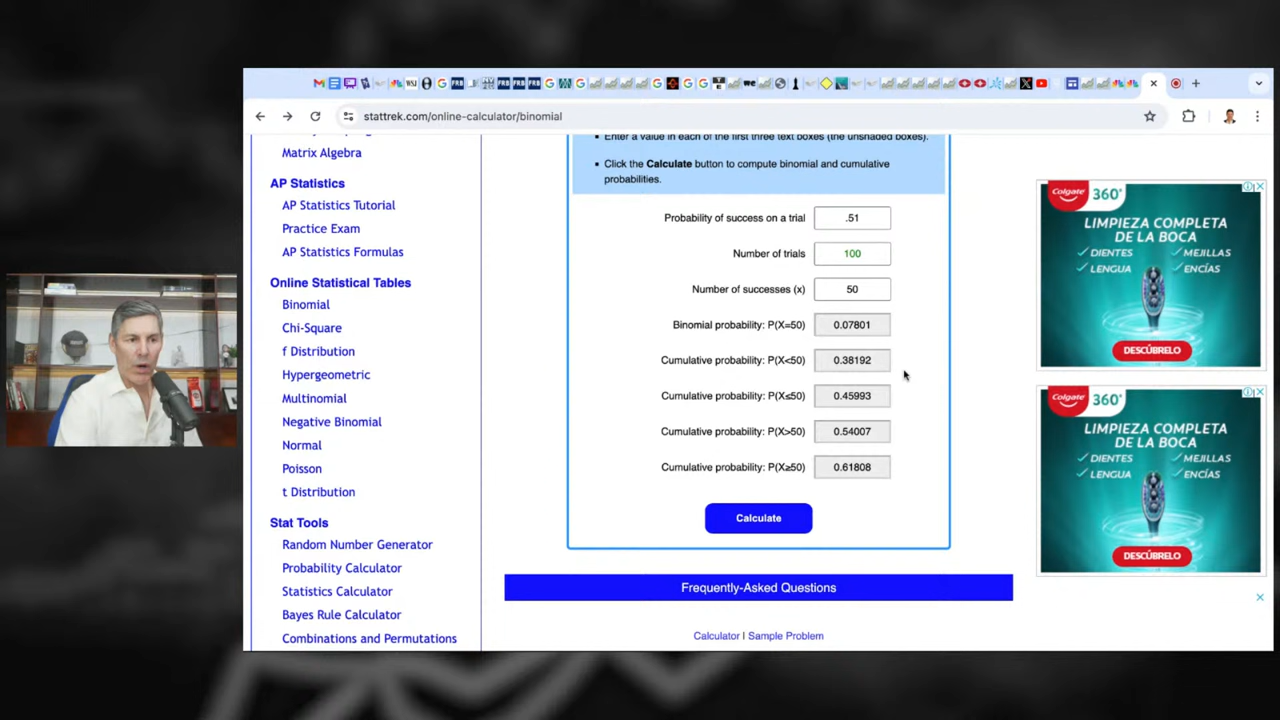 stattrek.com/online-calculator/binomial
Matrix Algebra
AP Statistics
AP Statistics Tutorial
Practice Exam
AP Statistics Formulas
Online Statistical Tables
Binomial
Chi-Square
f Distribution
Hypergeometric
Multinomial
Negative Binomial
Normal
Poisson
t Distribution
Stat Tools
Random Number Generator
Probability Calculator
Statistics Calculator
Bayes Rule Calculator
Combinations and Permutations
Enter a value in each of the first three text boxes (the unshaded boxes).
Click the Calculate button to compute binomial and cumulative
probabilities.
Probability of success on a trial .51
Number of trials 100
Number of successes (x) 50
Binomial probability: P(X=50) 0.07801
Cumulative probability: P(X<50) 0.38192
Cumulative probability: P(X≤50) 0.45993
Cumulative probability: P(X>50) 0.54007
Cumulative probability: P(X≥50) 0.61808
Calculate
Frequently-Asked Questions
Calculator | Sample Problem
Colgate 360°
LIMPIEZA COMPLETA
DE LA BOCA
✓ DIENTES ✓ MEJILLAS
✓ LENGUA ✓ ENCÍAS
DESCÚBRELO
Colgate 360°
LIMPIEZA COMPLETA
DE LA BOCA
✓ DIENTES ✓ MEJILLAS
✓ LENGUA ✓ ENCÍAS
DESCÚBRELO